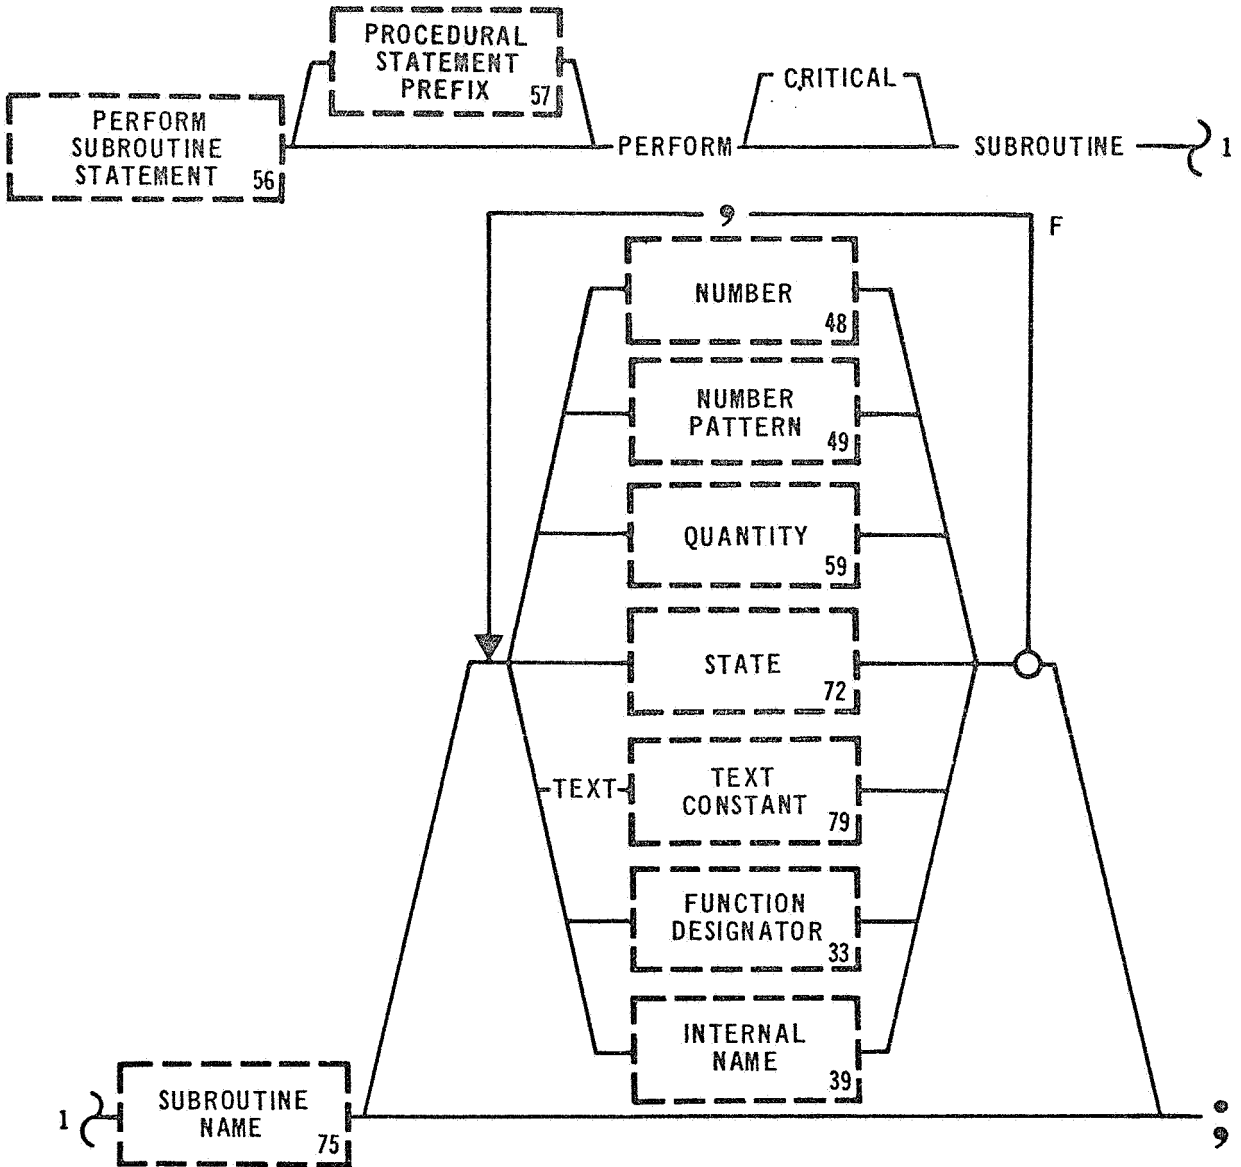 PROCEDURAL
STATEMENT
PREFIX 57
CRITICAL
PERFORM
SUBROUTINE
STATEMENT 56
PERFORM
SUBROUTINE
1
,
F
NUMBER
48
NUMBER
PATTERN
49
QUANTITY
59
STATE
72
TEXT
TEXT
CONSTANT
79
FUNCTION
DESIGNATOR
33
INTERNAL
NAME
39
1
SUBROUTINE
NAME
75
;